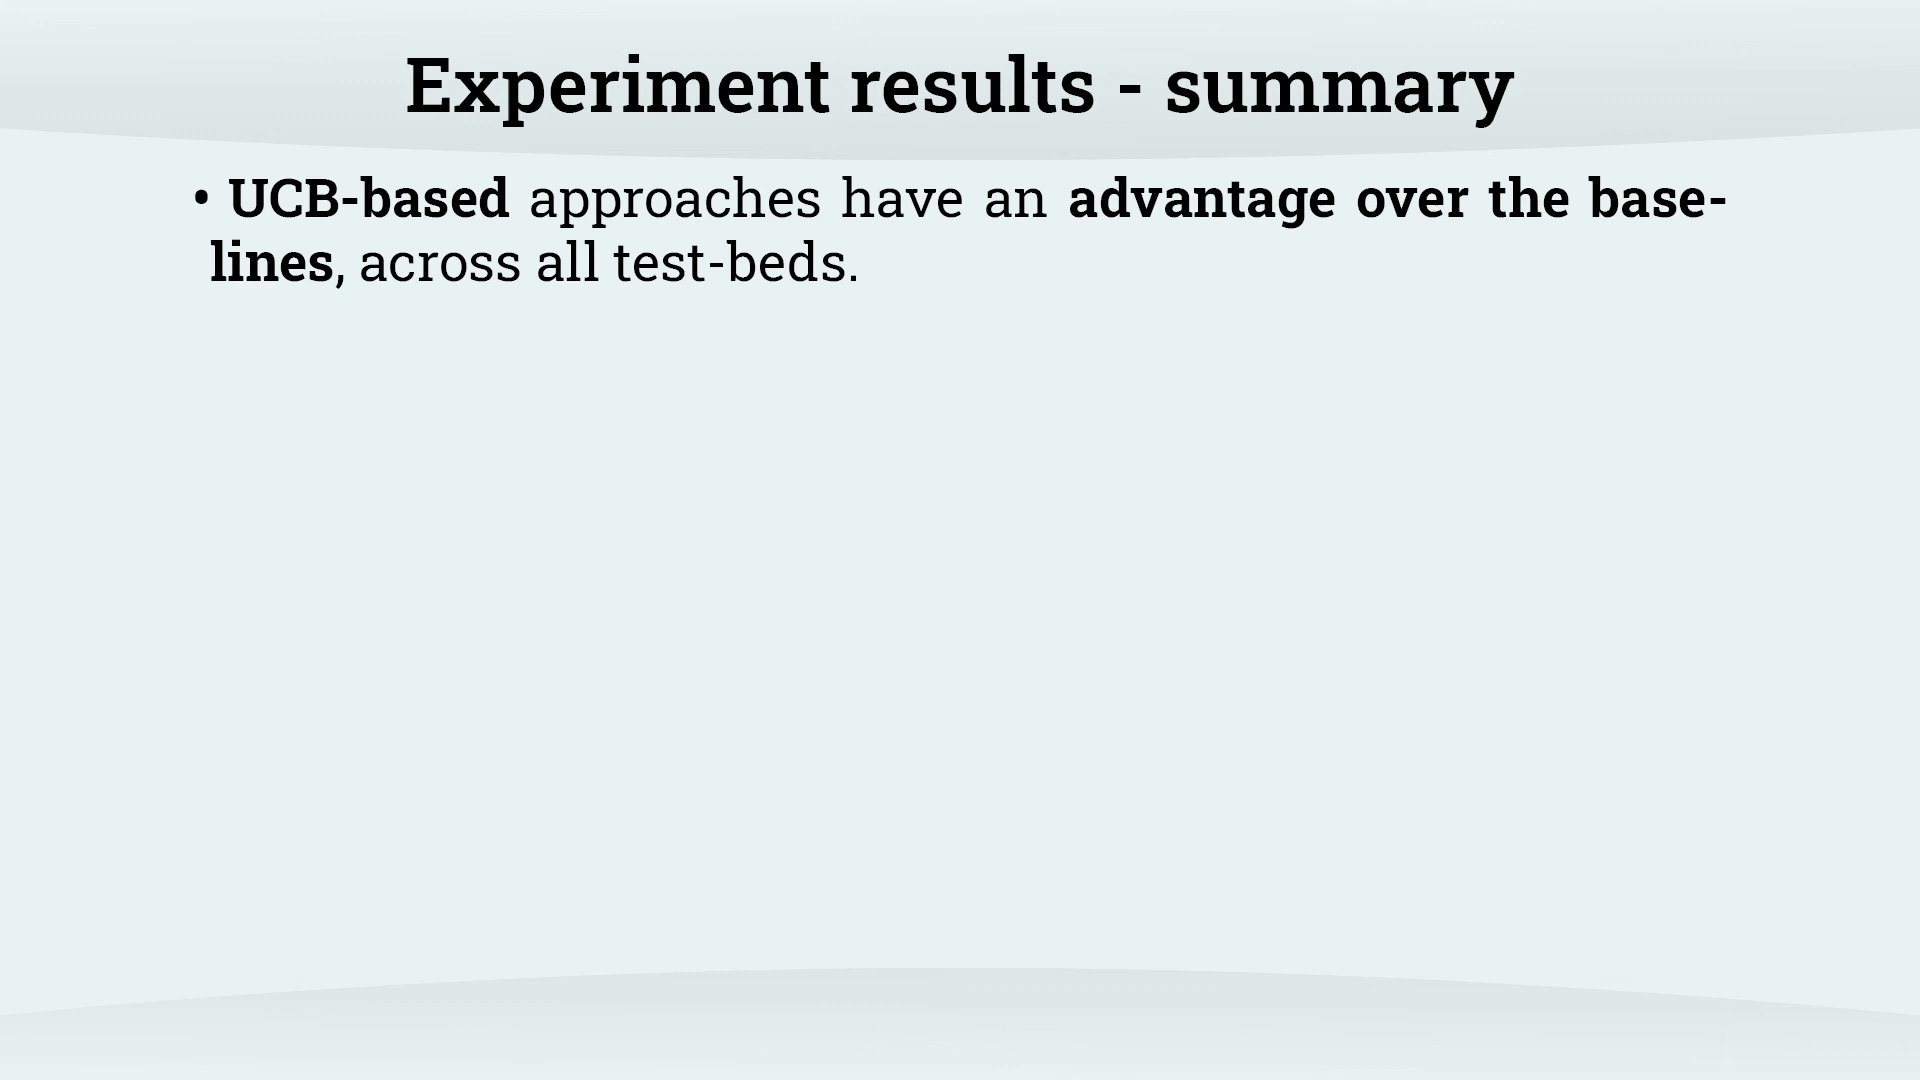 Experiment results - summary
• UCB-based approaches have an advantage over the base-
lines, across all test-beds.